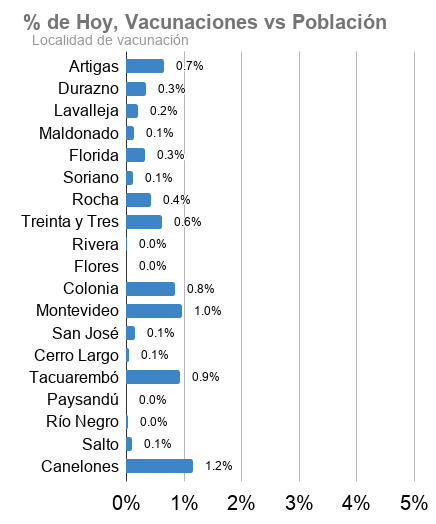 % de Hoy, Vacunaciones vs Población
Localidad de vacunación
Artigas 0.7%
Durazno 0.3%
Lavalleja 0.2%
Maldonado 0.1%
Florida 0.3%
Soriano 0.1%
Rocha 0.4%
Treinta y Tres 0.6%
Rivera 0.0%
Flores 0.0%
Colonia 0.8%
Montevideo 1.0%
San José 0.1%
Cerro Largo 0.1%
Tacuarembó 0.9%
Paysandú 0.0%
Río Negro 0.0%
Salto 0.1%
Canelones 1.2%
0% 1% 2% 3% 4% 5%